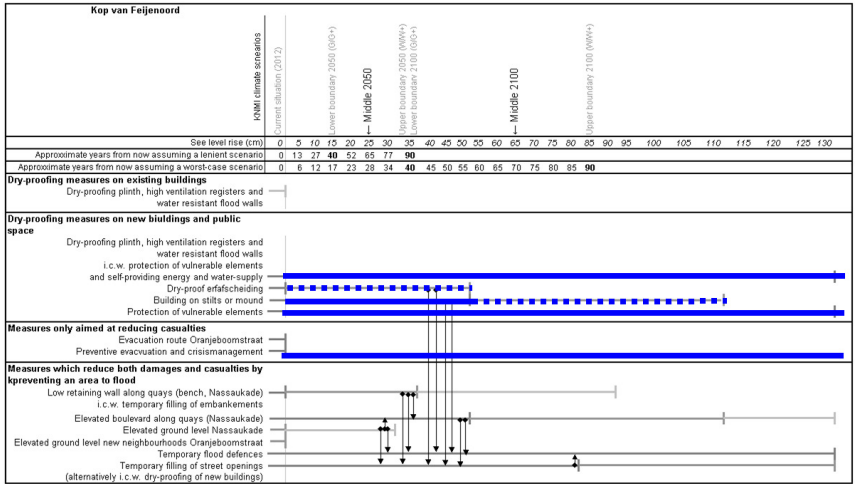 Kop van Feijenoord
KNMI climate scnearios
Current situation (2012)
Lower boundary 2050 (G/G+)
Middle 2050
Upper boundary 2050 (W/W+)
Lower boundary 2100 (G/G+)
Middle 2100
Upper boundary 2100 (W/W+)
See level rise (cm) 0 5 10 15 20 25 30 35 40 45 50 55 60 65 70 75 80 85 90 95 100 105 110 115 120 125 130
Approxximate years from now assuming a lenient scenario 0 13 27 40 52 65 77 90
Approxximate years from now assuming a worst-case scenario 0 6 12 17 23 28 34 40 45 50 55 60 65 70 75 80 85 90
Dry-proofing measures on existing buildings
Dry-proofing plinth, high ventilation registers and
water resistant flood walls
Dry-proofing measures on new biuldings and public
space
Dry-proofing plinth, high ventilation registers and
water resistant flood walls
i.c.w. protection of vulnerable elements
and self-providing energy and water-supply
Dry-proof erfafscheiding
Building on stilts or mound
Protection of vulnerable elements
Measures only aimed at reducing casualties
Evacuation route Oranjeboomstraat
Preventive evacvuation and crisismanagement
Measures which reduce both damages and casualties by
kpreventing an area to flood
Low retaining wall along quays (bench, Nassaukade)
i.c.w. temporary filling of embankements
Elevated boulevard along quays (Nassaukade)
Elevated ground level Nassaukade
Elevated ground level new neighbourhoods Oranjeboomstraat
Temporary flood defences
Temporary filling of street openings
(alternatively i.c.w. dry-proofing of new buildings)